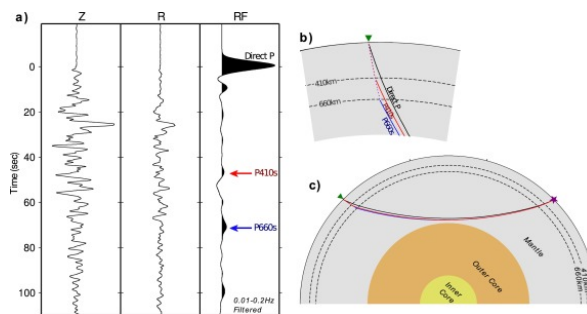 a)
Z
R
RF
Direct P
0
20
40
60
80
100
Time (sec)
P410s
P660s
0.01-0.2Hz
Filtered
b)
410km
660km
Direct P
P660s
c)
Mantle
Outer Core
Inner
Core
410km
660km